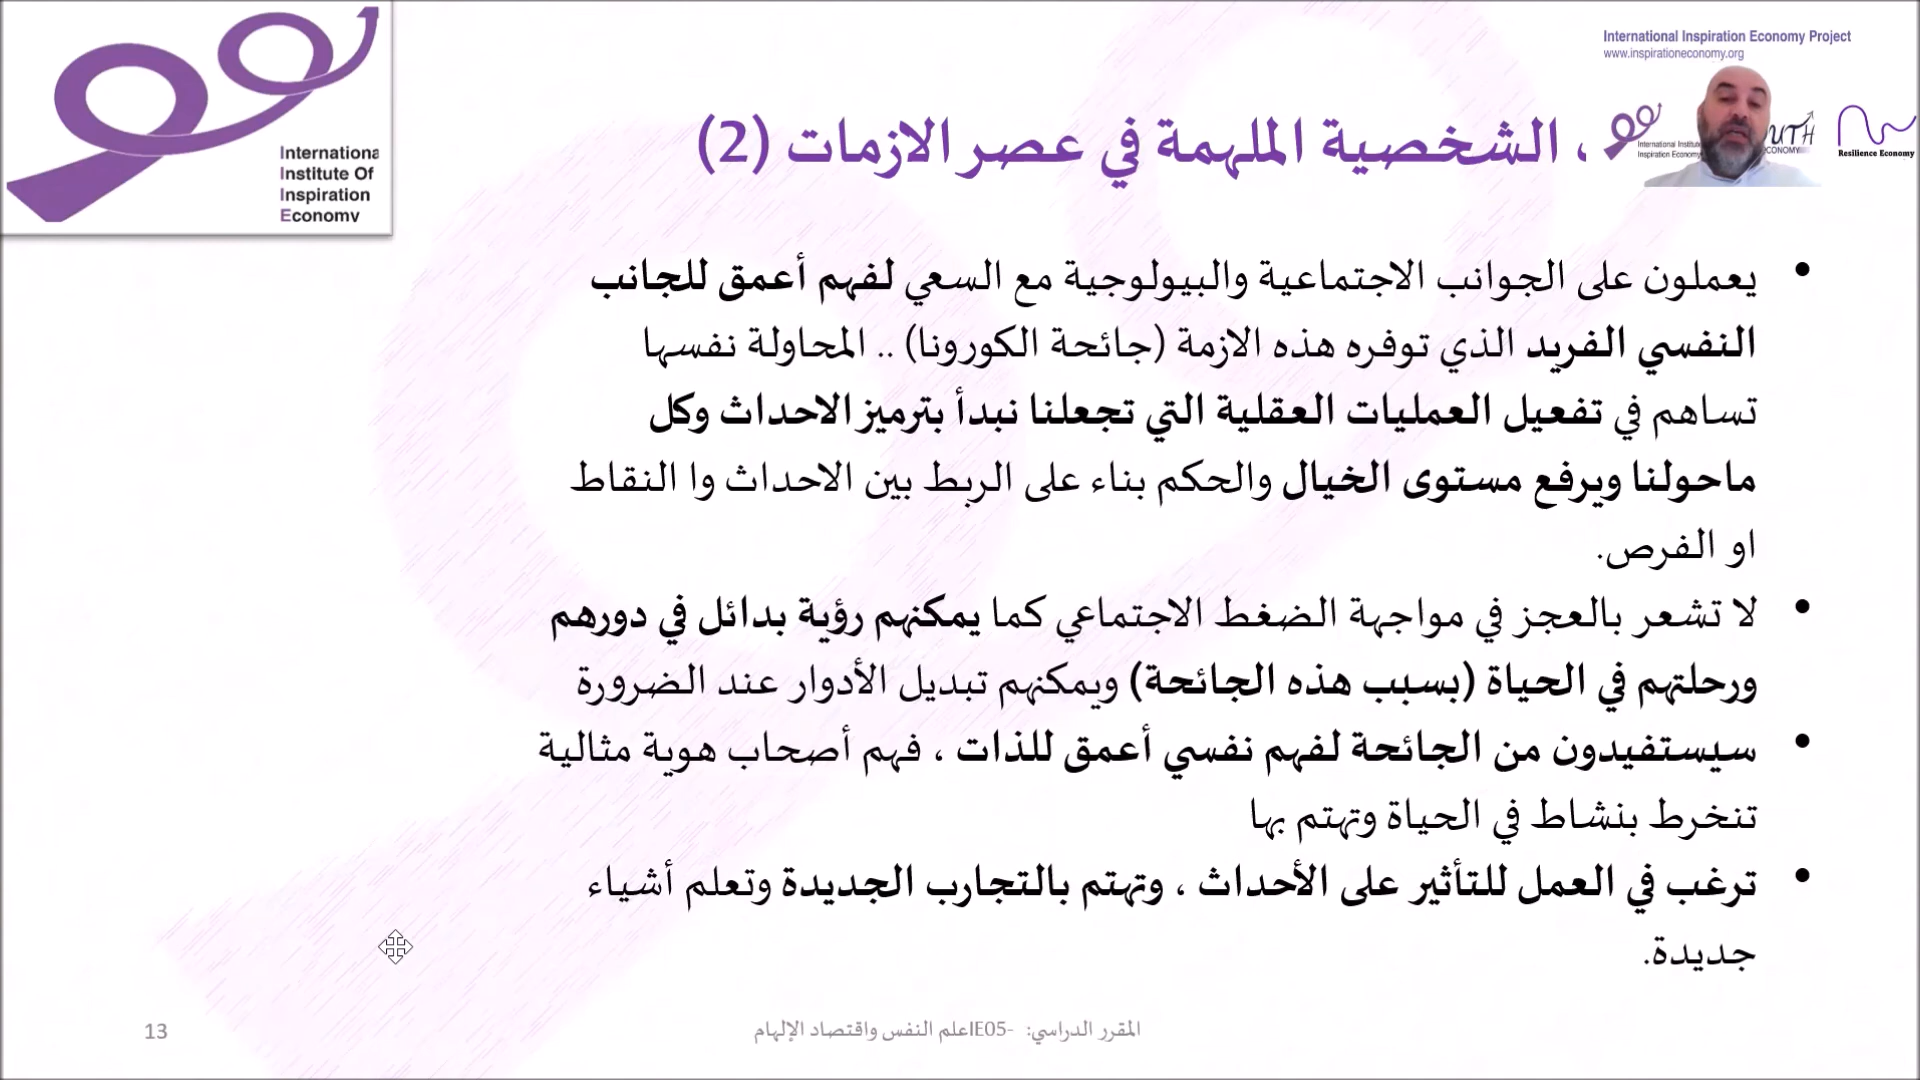 International Inspiration Economy Project
www.inspirationeconomy.org
Internationa
Institute Of
Inspiration
Economy
، الشخصية الملهمة في عصر الازمات (2)
International Institute
Inspiration Economy
UTH
CONOMY
Resilience Economy
• يعملون على الجوانب الاجتماعية والبيولوجية مع السعي لفهم أعمق للجانب
النفسي الفريد الذي توفره هذه الازمة (جائحة الكورونا) .. المحاولة نفسها
تساهم في تفعيل العمليات العقلية التي تجعلنا نبدأ بترميز الاحداث وكل
ماحولنا ويرفع مستوى الخيال والحكم بناء على الربط بين الاحداث وا النقاط
او الفرص.
• لا تشعر بالعجز في مواجهة الضغط الاجتماعي كما يمكنهم رؤية بدائل في دورهم
ورحلتهم في الحياة (بسبب هذه الجائحة) ويمكنهم تبديل الأدوار عند الضرورة
• سيستفيدون من الجائحة لفهم نفسي أعمق للذات ، فهم أصحاب هوية مثالية
تنخرط بنشاط في الحياة وتهتم بها
• ترغب في العمل للتأثير على الأحداث ، وتهتم بالتجارب الجديدة وتعلم أشياء
جديدة.
المقرر الدراسي: -IE05علم النفس واقتصاد الإلهام
13